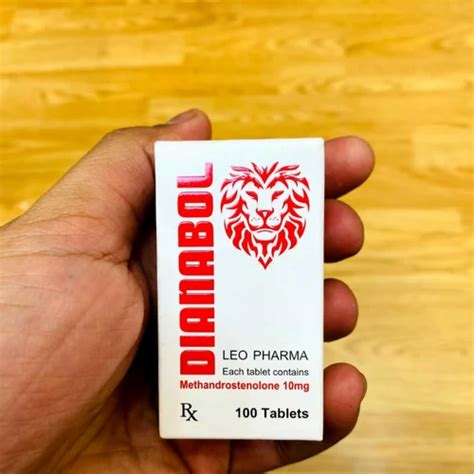 DIANABOL
LEO PHARMA
Each tablet contains
Methandrostenolone 10mg
Rx 100 Tablets